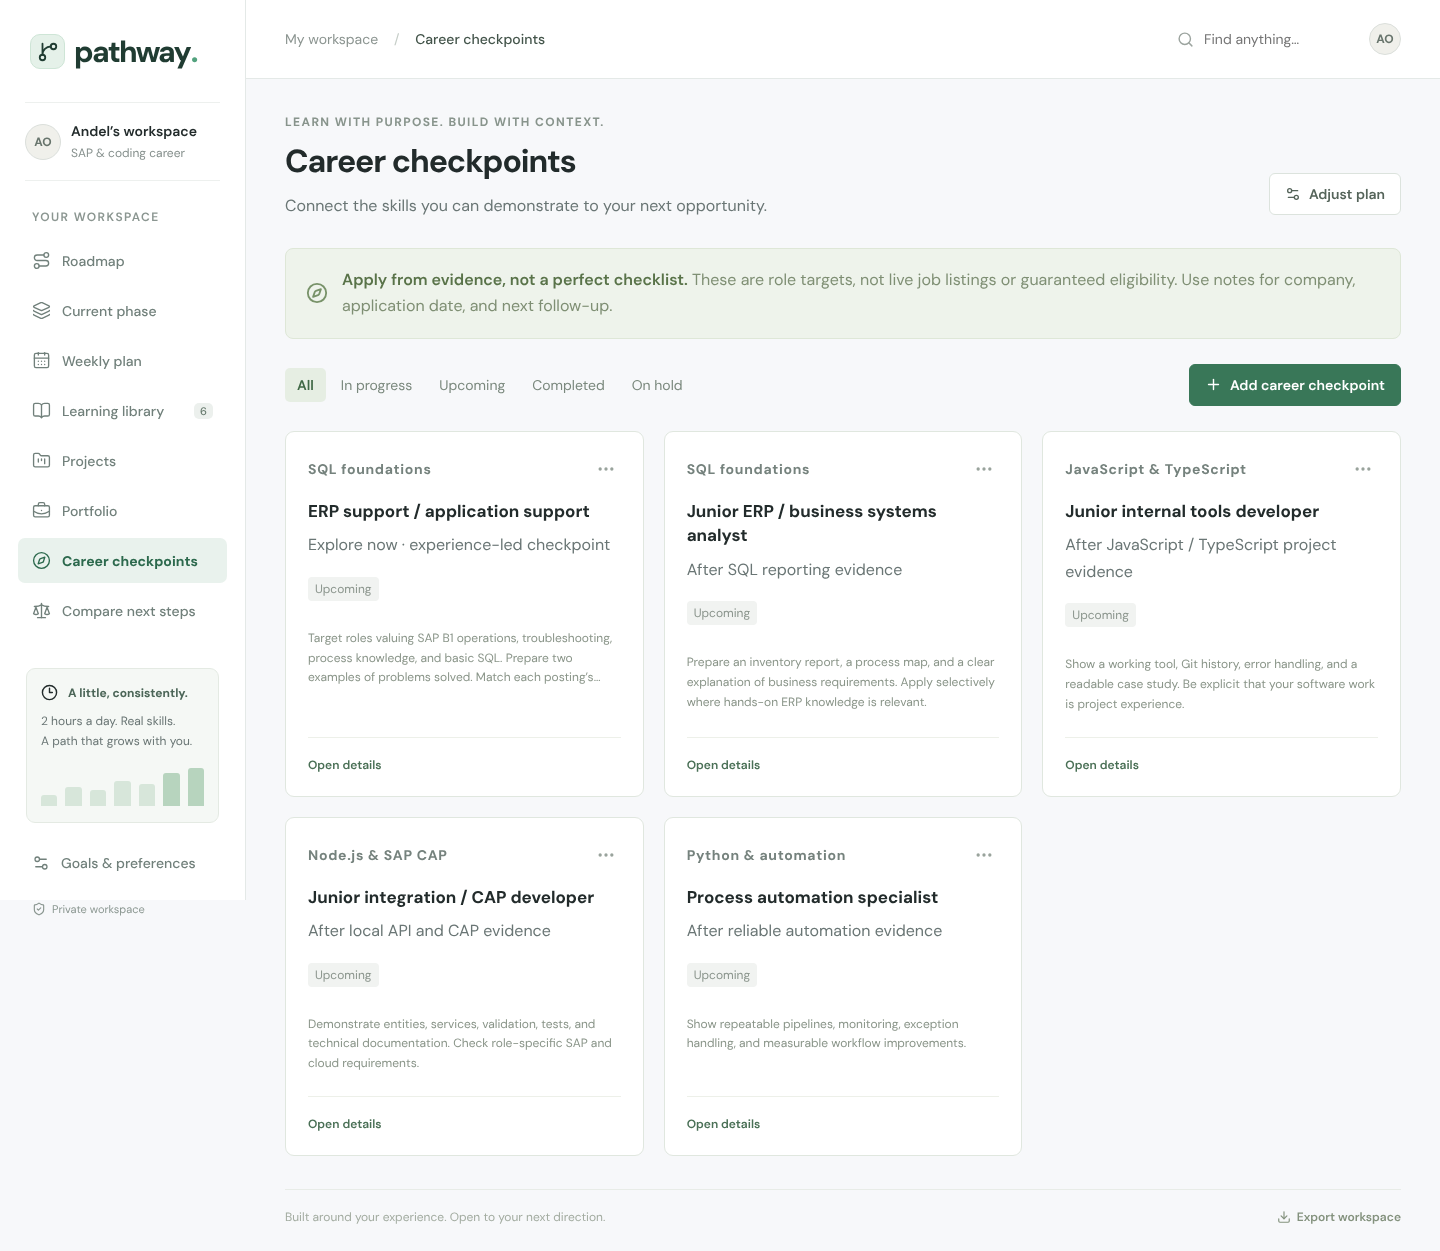 pathway.
AO
Andel's workspace
SAP & coding career
YOUR WORKSPACE
Roadmap
Current phase
Weekly plan
Learning library
6
Projects
Portfolio
Career checkpoints
Compare next steps
A little, consistently.
2 hours a day. Real skills.
A path that grows with you.
Goals & preferences
Private workspace
My workspace / Career checkpoints
Find anything...
AO
LEARN WITH PURPOSE. BUILD WITH CONTEXT.
Career checkpoints
Connect the skills you can demonstrate to your next opportunity.
Adjust plan
Apply from evidence, not a perfect checklist. These are role targets, not live job listings or guaranteed eligibility. Use notes for company,
application date, and next follow-up.
All
In progress
Upcoming
Completed
On hold
Add career checkpoint
SQL foundations
ERP support / application support
Explore now · experience-led checkpoint
Upcoming
Target roles valuing SAP B1 operations, troubleshooting,
process knowledge, and basic SQL. Prepare two
examples of problems solved. Match each posting's...
Open details
SQL foundations
Junior ERP / business systems
analyst
After SQL reporting evidence
Upcoming
Prepare an inventory report, a process map, and a clear
explanation of business requirements. Apply selectively
where hands-on ERP knowledge is relevant.
Open details
JavaScript & TypeScript
Junior internal tools developer
After JavaScript / TypeScript project
evidence
Upcoming
Show a working tool, Git history, error handling, and a
readable case study. Be explicit that your software work
is project experience.
Open details
Node.js & SAP CAP
Junior integration / CAP developer
After local API and CAP evidence
Upcoming
Demonstrate entities, services, validation, tests, and
technical documentation. Check role-specific SAP and
cloud requirements.
Open details
Python & automation
Process automation specialist
After reliable automation evidence
Upcoming
Show repeatable pipelines, monitoring, exception
handling, and measurable workflow improvements.
Open details
Built around your experience. Open to your next direction.
Export workspace